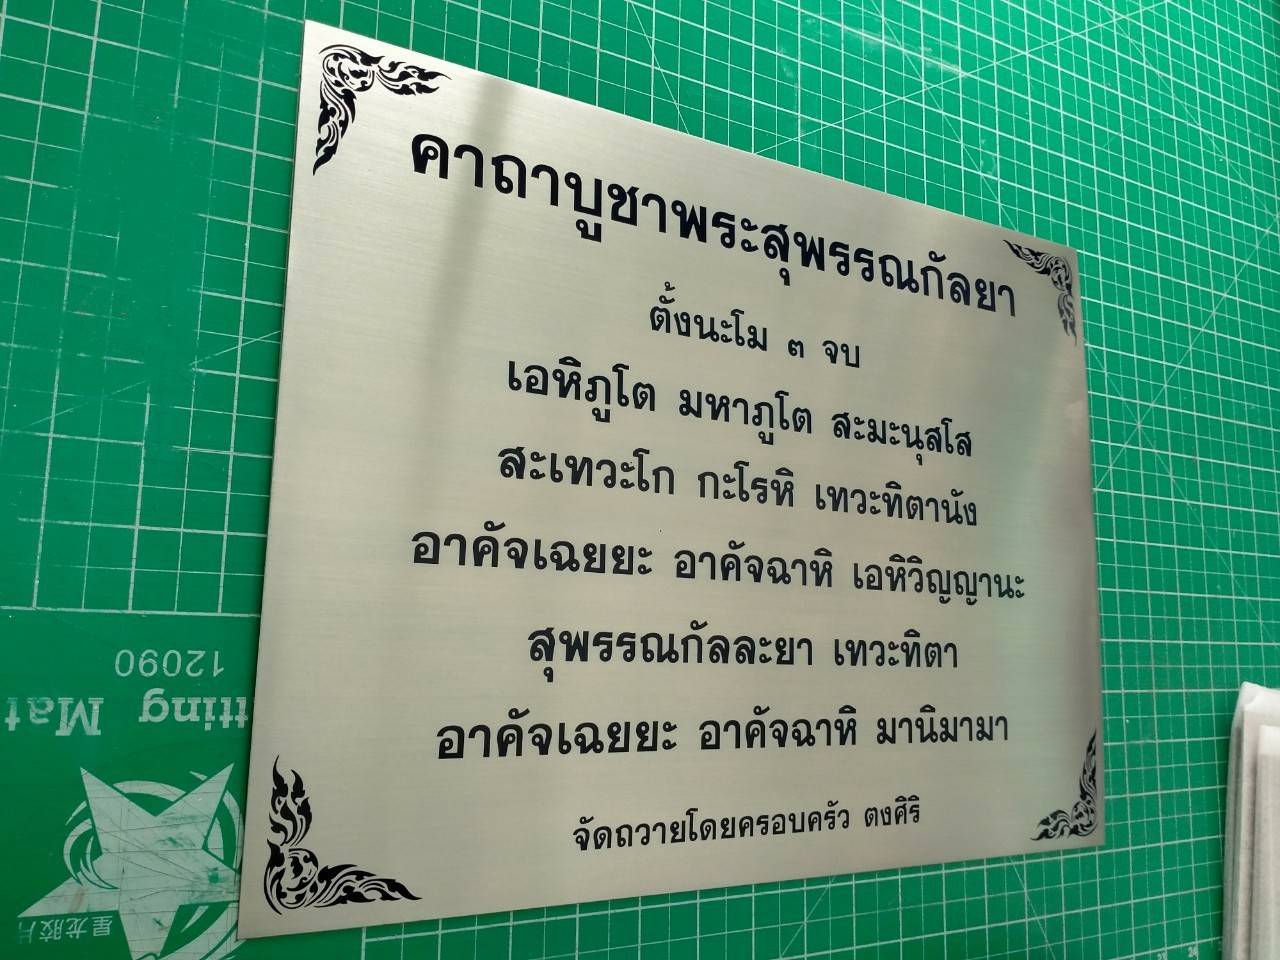 คาถาบูชาพระสุพรรณกัลยา
ตั้งนะโม ๓ จบ
เอหิภูโต มหาภูโต สะมะนุสโส
สะเทวะโก กะโรหิ เทวะทิตานัง
อาคัจเฉยยะ อาคัจฉาหิ เอหิวิญญานะ
สุพรรณกัลละยา เทวะทิตา
อาคัจเฉยยะ อาคัจฉาหิ มานิมามา
จัดถวายโดยครอบครัว ตงศิริ
12090
tting Mat
星龙胶片